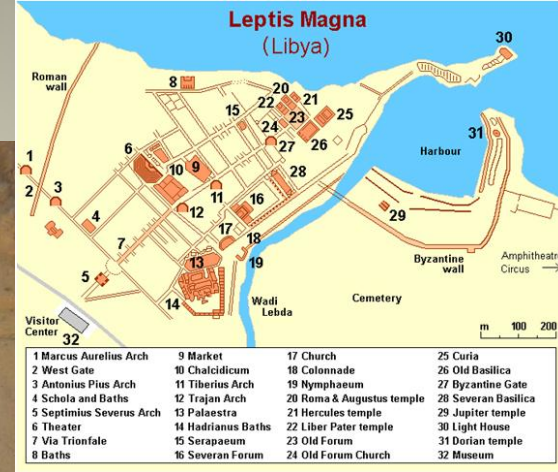 Leptis Magna
(Libya)
30
Roman
wall
8
20
21
22
15
25
23
24
31
6
27
26
Harbour
1
10
9
28
2
3
11
16
12
29
4
7
17
18
Byzantine
wall
Amphitheatr
Circus
13
19
5
14
Wadi
Lebda
Cemetery
Visitor
Center
32
m 100 200
1 Marcus Aurelius Arch
2 West Gate
3 Antonius Pius Arch
4 Schola and Baths
5 Septimius Severus Arch
6 Theater
7 Via Trionfale
8 Baths
9 Market
10 Chalcidicum
11 Tiberius Arch
12 Trajan Arch
13 Palaestra
14 Hadrianus Baths
15 Serapaeum
16 Severan Forum
17 Church
18 Colonnade
19 Nymphaeum
20 Roma & Augustus temple
21 Hercules temple
22 Liber Pater temple
23 Old Forum
24 Old Forum Church
25 Curia
26 Old Basilica
27 Byzantine Gate
28 Severan Basilica
29 Jupiter temple
30 Light House
31 Dorian temple
32 Museum